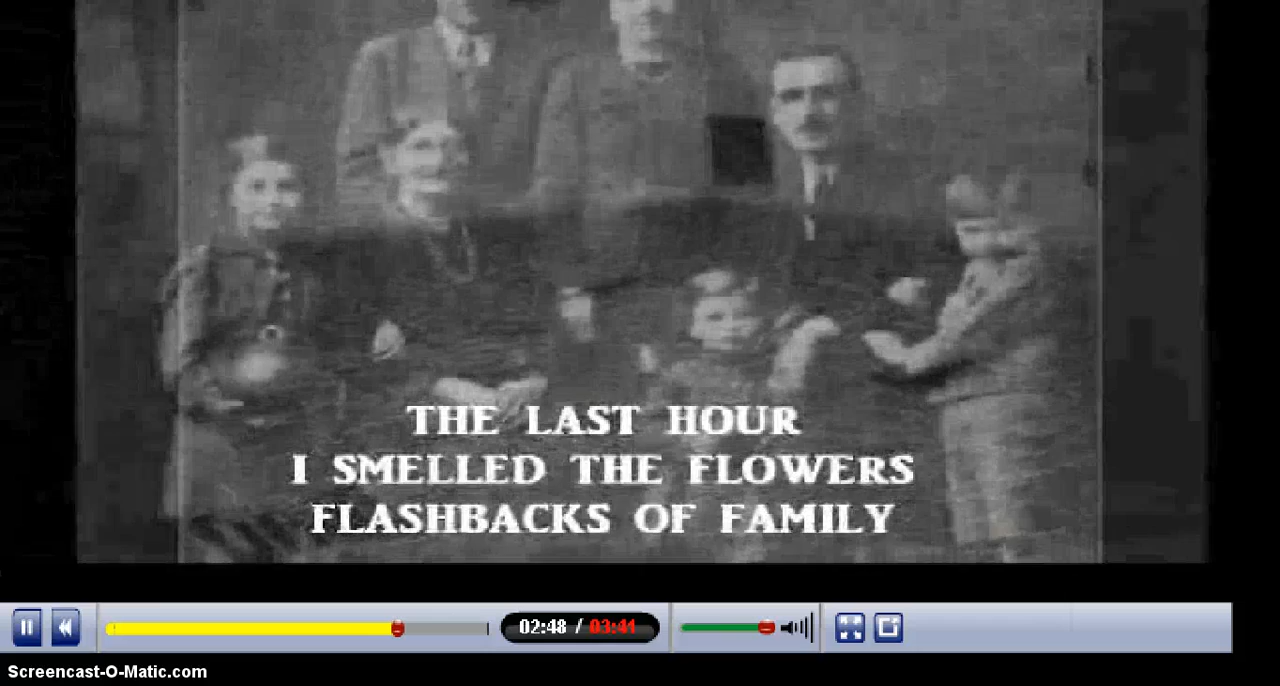 THE LAST HOUR
I SMELLED THE FLOWERS
FLASHBACKS OF FAMILY
02:48 / 03:41
Screencast-O-Matic.com